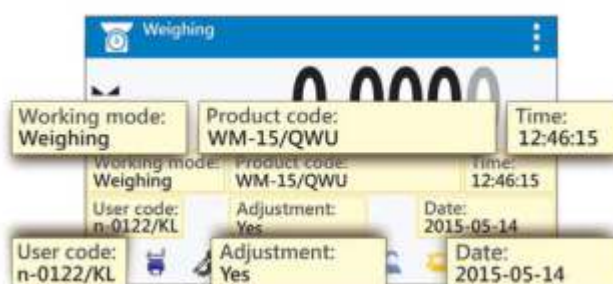 Weighing
0.0000
Working mode:
Weighing
Product code:
WM-15/QWU
Time:
12:46:15
Working mode:
Weighing
Product code:
WM-15/QWU
Time:
12:46:15
User code:
n-0122/KL
Adjustment:
Yes
Date:
2015-05-14
User code:
n-0122/KL
Adjustment:
Yes
Date:
2015-05-14